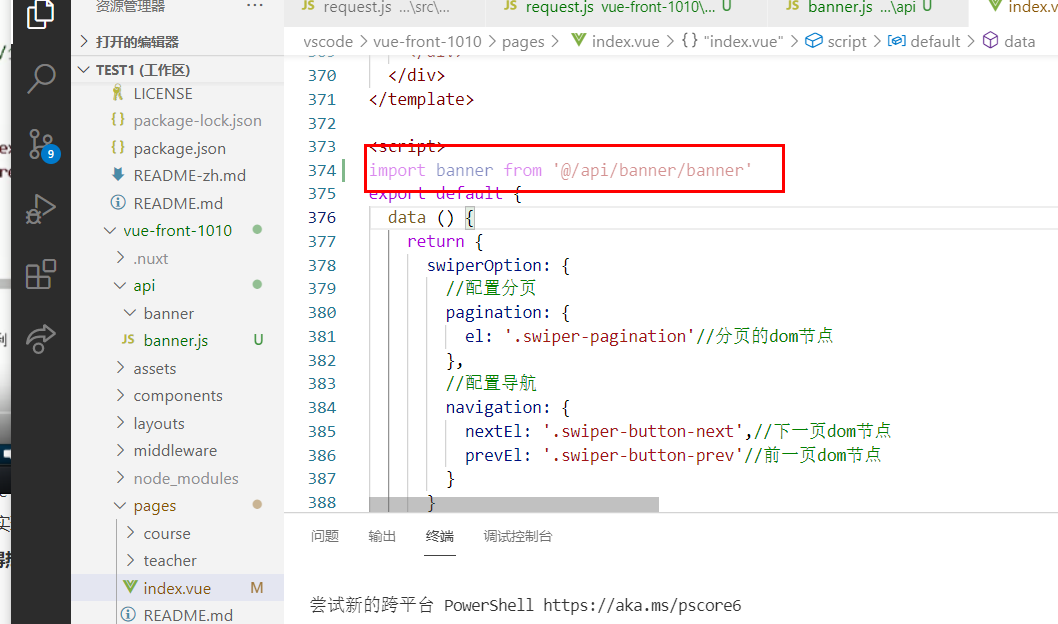 资源管理器 ···
打开的编辑器
TEST1 (工作区)
LICENSE
{} package-lock.json
{} package.json
README-zh.md
README.md
vue-front-1010
.nuxt
api
banner
JS banner.js U
assets
components
layouts
middleware
node_modules
pages
course
teacher
index.vue M
README.md
9
JS request.js ...\src\...
JS request.js vue-front-1010\... U
JS banner.js ...\api U
index.v
vscode > vue-front-1010 > pages > index.vue > {} "index.vue" > script > default > data
370 </div>
371 </template>
372
373 <script>
374 import banner from '@/api/banner/banner'
375 export default {
376 data () {
377 return {
378 swiperOption: {
379 //配置分页
380 pagination: {
381 el: '.swiper-pagination'//分页的dom节点
382 },
383 //配置导航
384 navigation: {
385 nextEl: '.swiper-button-next',//下一页dom节点
386 prevEl: '.swiper-button-prev'//前一页dom节点
387 }
388 }
问题 输出 终端 调试控制台
尝试新的跨平台 PowerShell https://aka.ms/pscore6